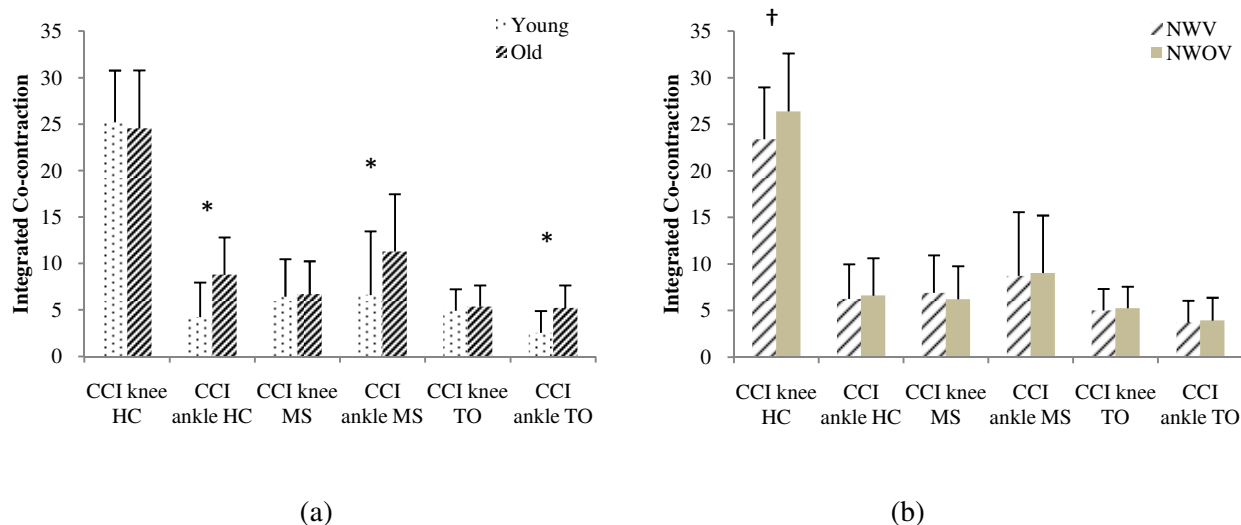 35
30
25
20
15
10
5
0
Integrated Co-contraction
Young
Old
*
*
*
CCI knee
HC
CCI
ankle HC
CCI knee
MS
CCI
ankle MS
CCI knee
TO
CCI
ankle TO
(a)
35
30
25
20
15
10
5
0
Integrated Co-contraction
†
NWV
NWOV
CCI knee
HC
CCI
ankle HC
CCI knee
MS
CCI
ankle MS
CCI knee
TO
CCI
ankle TO
(b)